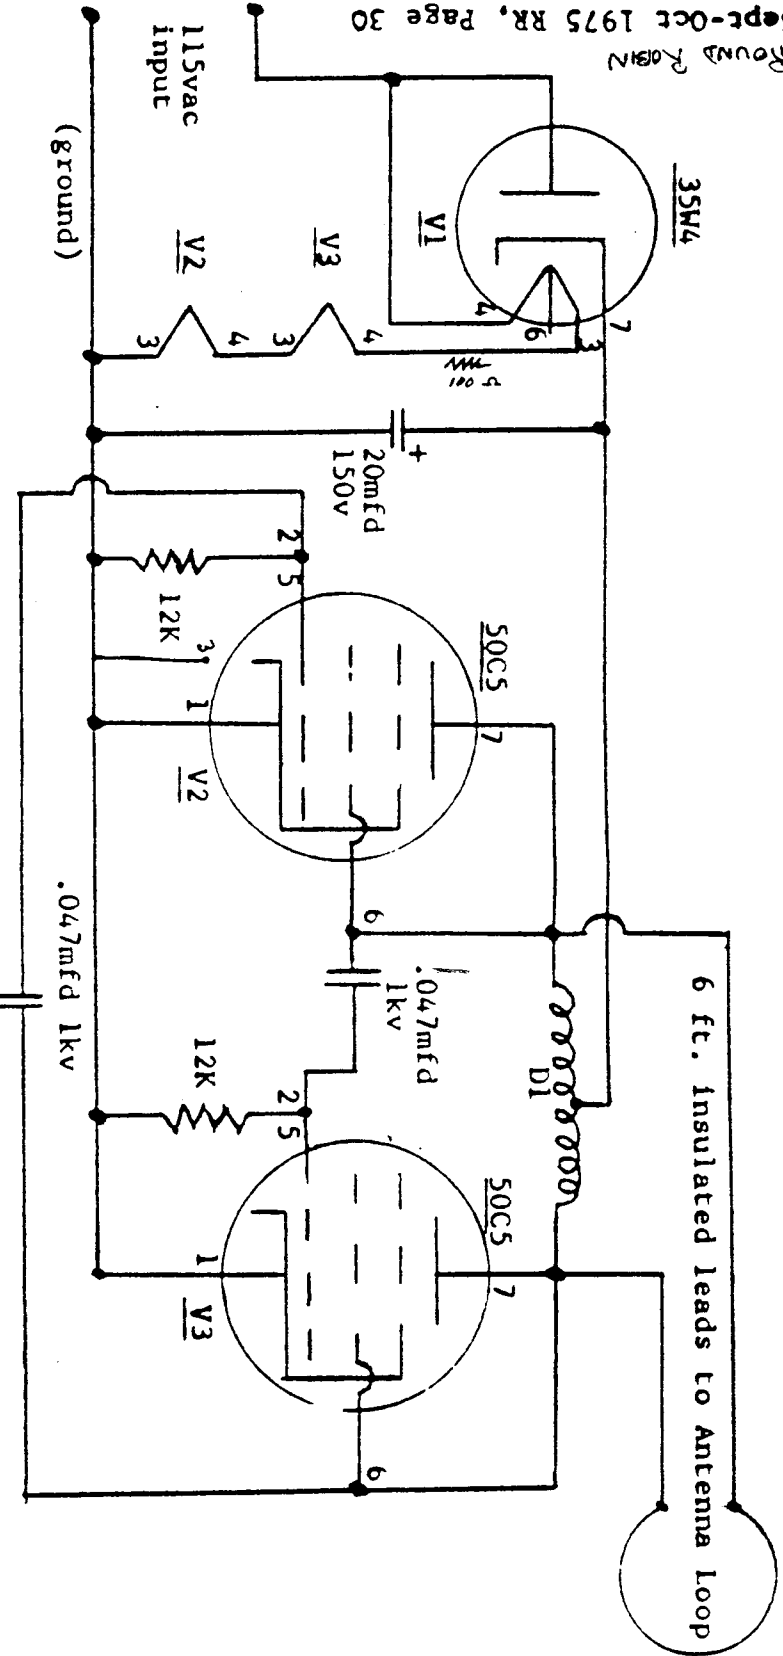 ROUND ROBIN
Sept-Oct 1975 RR, Page 30
6 ft. insulated leads to Antenna Loop
35W4
V1
7
3
6
4
115vac
input
(ground)
V3
4
3
V2
4
3
100
+
20mfd
150v
50C5
7
V2
6
2
5
12K
3
1
D1
.047mfd
1kv
50C5
7
V3
6
2
5
12K
1
.047mfd 1kv